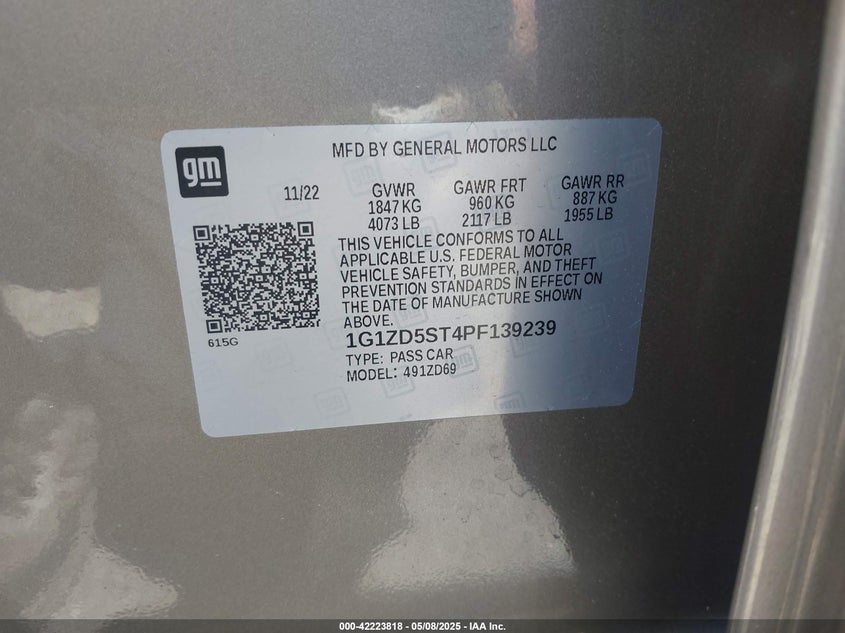 gm
MFD BY GENERAL MOTORS LLC
11/22
GVWR GAWR FRT GAWR RR
1847 KG 960 KG 887 KG
4073 LB 2117 LB 1955 LB
THIS VEHICLE CONFORMS TO ALL
APPLICABLE U.S. FEDERAL MOTOR
VEHICLE SAFETY, BUMPER, AND THEFT
PREVENTION STANDARDS IN EFFECT ON
THE DATE OF MANUFACTURE SHOWN
ABOVE.
615G
1G1ZD5ST4PF139239
TYPE: PASS CAR
MODEL: 491ZD69
000-42223818 - 05/08/2025 - IAA Inc.